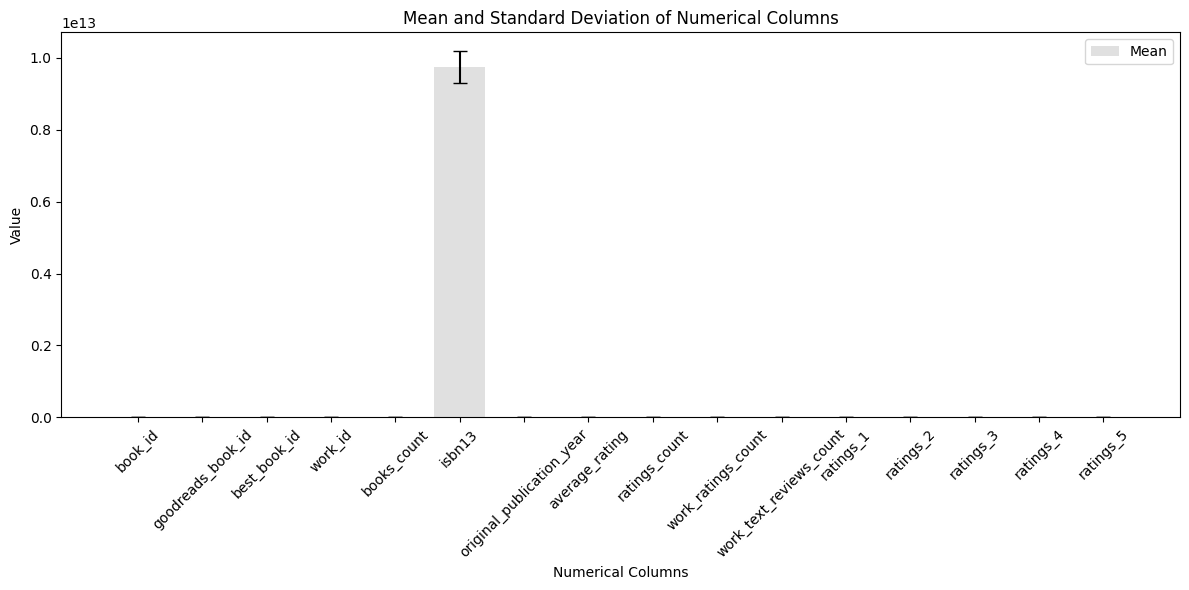 Mean and Standard Deviation of Numerical Columns
1e13
Mean
1.0
0.8
0.6
0.4
0.2
0.0
Value
book_id
goodreads_book_id
best_book_id
work_id
books_count
isbn13
original_publication_year
average_rating
ratings_count
work_ratings_count
work_text_reviews_count
ratings_1
ratings_2
ratings_3
ratings_4
ratings_5
Numerical Columns